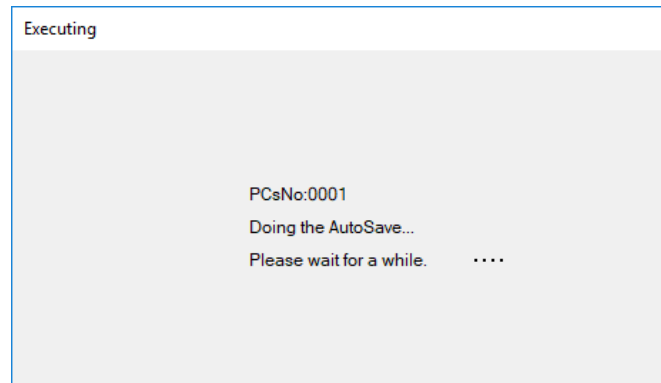 Executing
PCsNo:0001
Doing the AutoSave...
Please wait for a while. ....